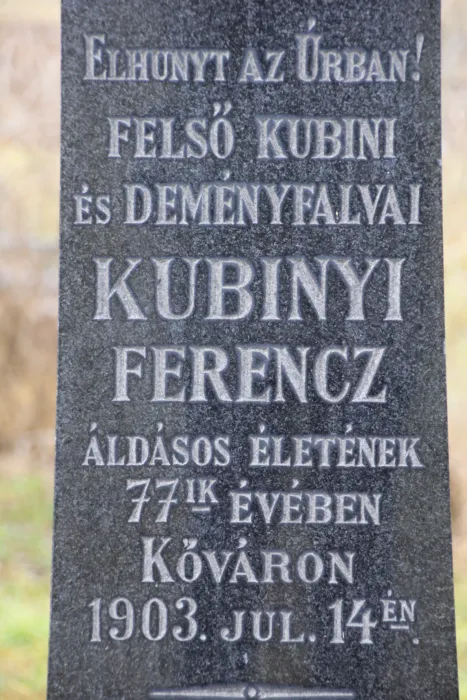 ELHUNYT AZ ÚRBAN!
FELSŐ KUBINI
ÉS DEMÉNYFALVAI
KUBINYI
FERENCZ
ÁLDÁSOS ÉLETÉNEK
77IK ÉVÉBEN
KŐVÁRON
1903. JUL. 14ÉN.